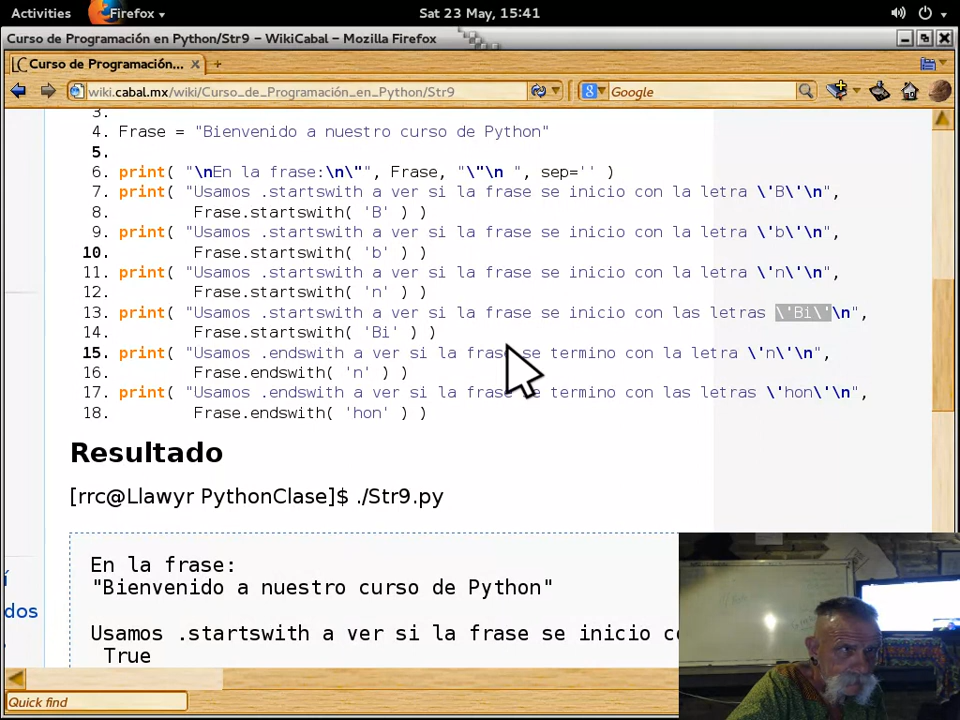 Activities Firefox Sat 23 May, 15:41
Curso de Programación en Python/Str9 – WikiCabal – Mozilla Firefox
Curso de Programación...
wiki.cabal.mx/wiki/Curso_de_Programación_en_Python/Str9 Google
3.
4. Frase = "Bienvenido a nuestro curso de Python"
5.
6. print( "\nEn la frase:\n\"", Frase, "\"\n ", sep='' )
7. print( "Usamos .startswith a ver si la frase se inicio con la letra \'B\'\n",
8. Frase.startswith( 'B' ) )
9. print( "Usamos .startswith a ver si la frase se inicio con la letra \'b\'\n",
10. Frase.startswith( 'b' ) )
11. print( "Usamos .startswith a ver si la frase se inicio con la letra \'n\'\n",
12. Frase.startswith( 'n' ) )
13. print( "Usamos .startswith a ver si la frase se inicio con las letras \'Bi\'\n",
14. Frase.startswith( 'Bi' ) )
15. print( "Usamos .endswith a ver si la frase se termino con la letra \'n\'\n",
16. Frase.endswith( 'n' ) )
17. print( "Usamos .endswith a ver si la frase se termino con las letras \'hon\'\n",
18. Frase.endswith( 'hon' ) )
Resultado
[rrc@Llawyr PythonClase]$ ./Str9.py
En la frase:
"Bienvenido a nuestro curso de Python"
dos
Usamos .startswith a ver si la frase se inicio
True
Quick find